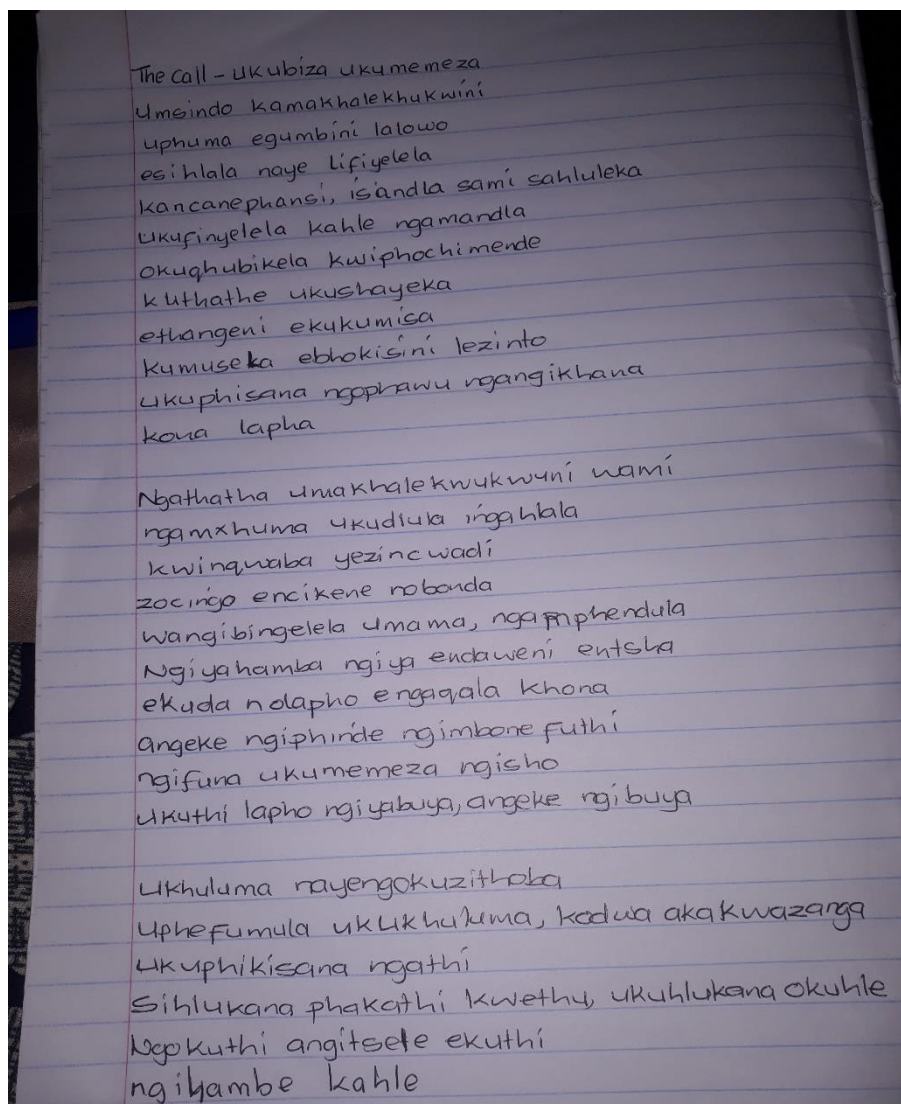 The call - ukubiza ukumemeza
Umsindo kamakhalekhukwini
uphuma egumbini lalowo
esihlala naye lifiyelela
kancanephansi, isandla sami sahluleka
ukufinyelela kahle ngamandla
okuqhubikela kwiphochimende
kuthathe ukushayeka
ethangeni ekukumisa
kumuseka ebhokisini lezinto
ukuphisana ngophawu ngangikhana
kona lapha

Ngathatha umakhalekwukwuni wami
ngamxhuma ukudlula ingahlala
kwinqwaba yezincwadi
zocingo encikene nobonda
wangibingelela umama, ngamphendula
Ngiyahamba ngiya endaweni entsha
ekuda nolapho engaqala khona
angeke ngiphinde ngimbone futhi
ngifuna ukumemeza ngisho
ukuthi lapho ngiyabuya, angeke ngibuya

Ukhuluma nayengokuzithoba
uphefumula ukukhuluma, kodwa akakwazanga
ukuphikisana ngathi
Sihlukana phakathi kwethu, ukuhlukana okuhle
Ngokuthi angitsele ekuthi
ngihambe kahle